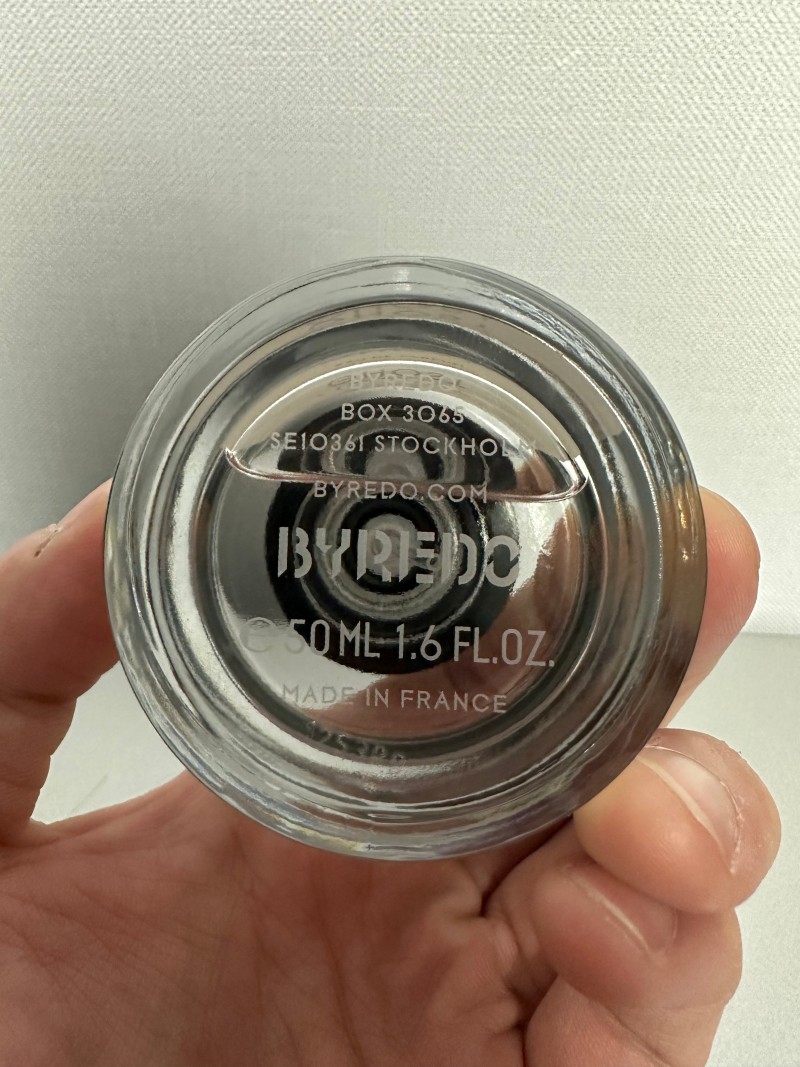 BYREDO
BOX 3065
SE10361 STOCKHOLM
BYREDO.COM
BYREDO
℮ 50 ML 1.6 FL.OZ.
MADE IN FRANCE